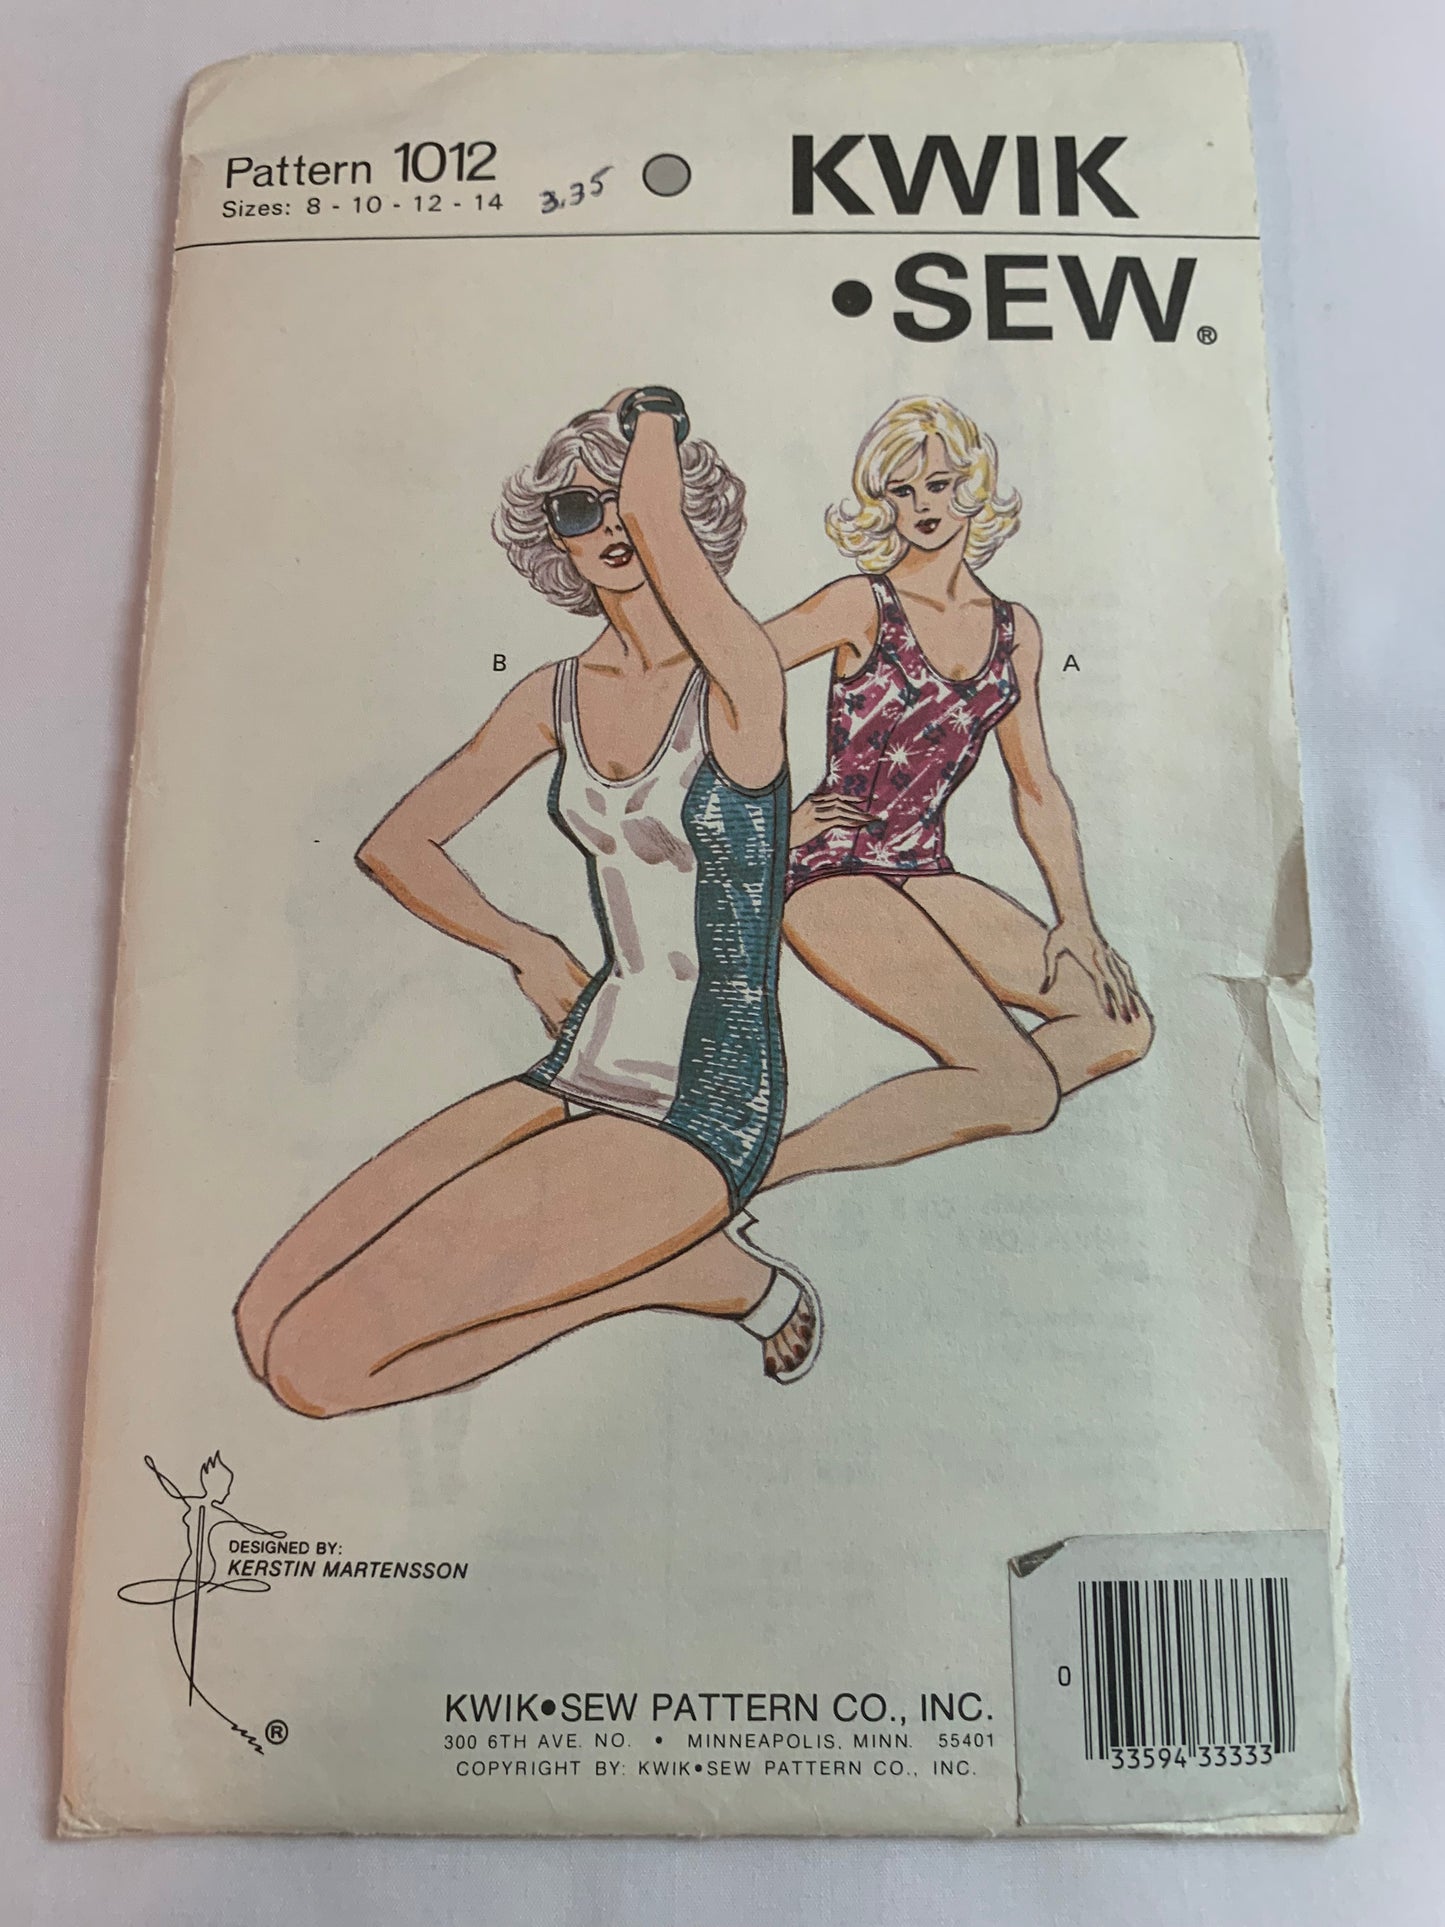 Pattern 1012
Sizes: 8 - 10 - 12 - 14
3.35
KWIK
•SEW®
B
A
DESIGNED BY:
KERSTIN MARTENSSON
®
KWIK•SEW PATTERN CO., INC.
300 6TH AVE. NO. • MINNEAPOLIS, MINN. 55401
COPYRIGHT BY: KWIK•SEW PATTERN CO., INC.
0
33594 33333